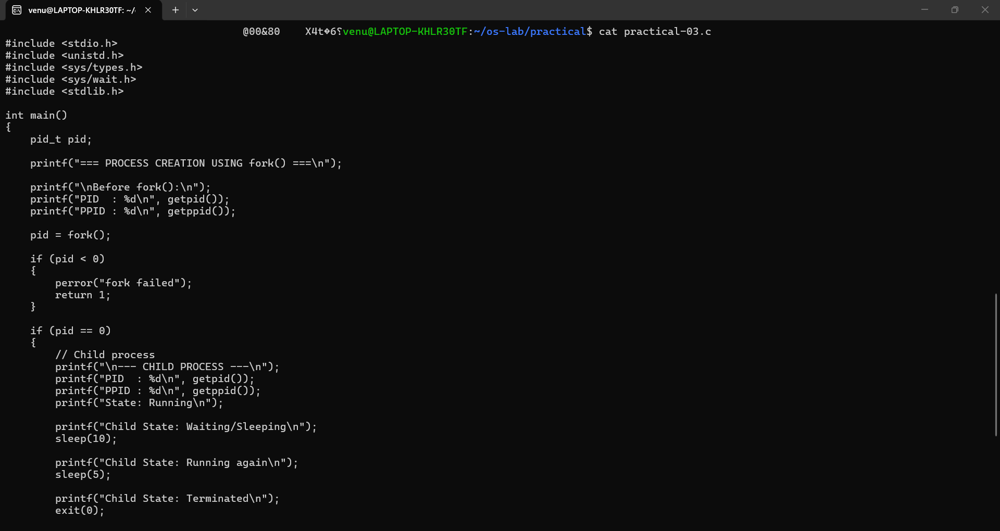 venu@LAPTOP-KHLR30TF: ~/
@00&80    X4t�6⸮venu@LAPTOP-KHLR30TF:~/os-lab/practical$ cat practical-03.c
#include <stdio.h>
#include <unistd.h>
#include <sys/types.h>
#include <sys/wait.h>
#include <stdlib.h>

int main()
{
    pid_t pid;

    printf("=== PROCESS CREATION USING fork() ===\n");

    printf("\nBefore fork():\n");
    printf("PID  : %d\n", getpid());
    printf("PPID : %d\n", getppid());

    pid = fork();

    if (pid < 0)
    {
        perror("fork failed");
        return 1;
    }

    if (pid == 0)
    {
        // Child process
        printf("\n--- CHILD PROCESS ---\n");
        printf("PID  : %d\n", getpid());
        printf("PPID : %d\n", getppid());
        printf("State: Running\n");

        printf("Child State: Waiting/Sleeping\n");
        sleep(10);

        printf("Child State: Running again\n");
        sleep(5);

        printf("Child State: Terminated\n");
        exit(0);